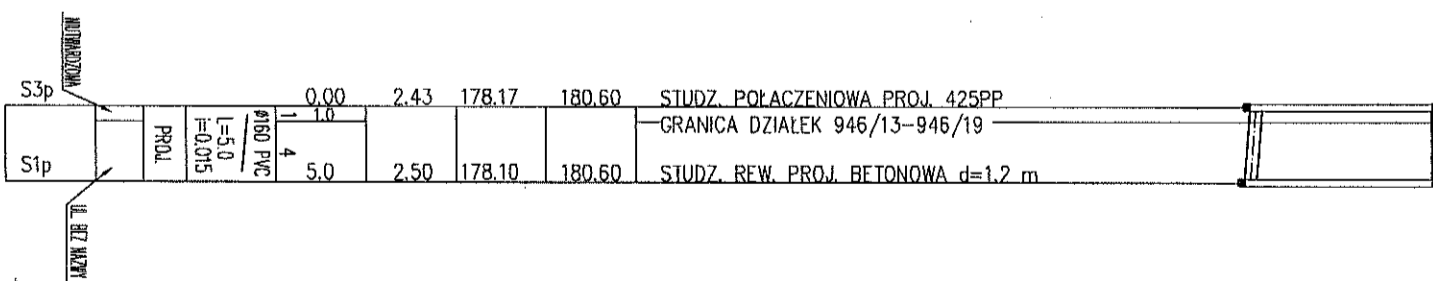 NIUTWARDZONA
S3p 0.00 2.43 178.17 180.60 STUDZ. POŁACZENIOWA PROJ. 425PP
1 1.0 GRANICA DZIAŁEK 946/13-946/19
PROJ.
ø160 PVC
L=5.0
i=0.015
4
S1p 5.0 2.50 178.10 180.60 STUDZ. REW. PROJ. BETONOWA d=1.2 m
UL. BEZ NAZWY